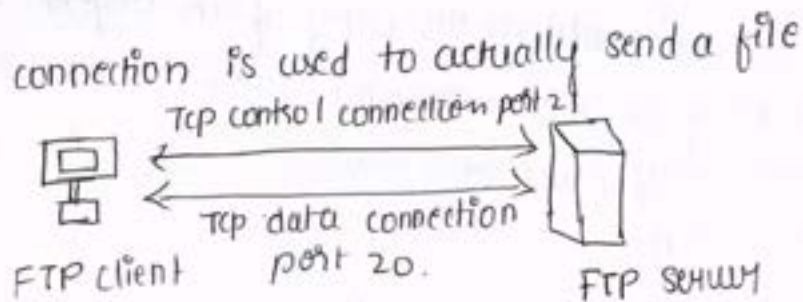 connection is used to actually send a file
Tcp control connection port 21
Tcp data connection
port 20.
FTP client
FTP server